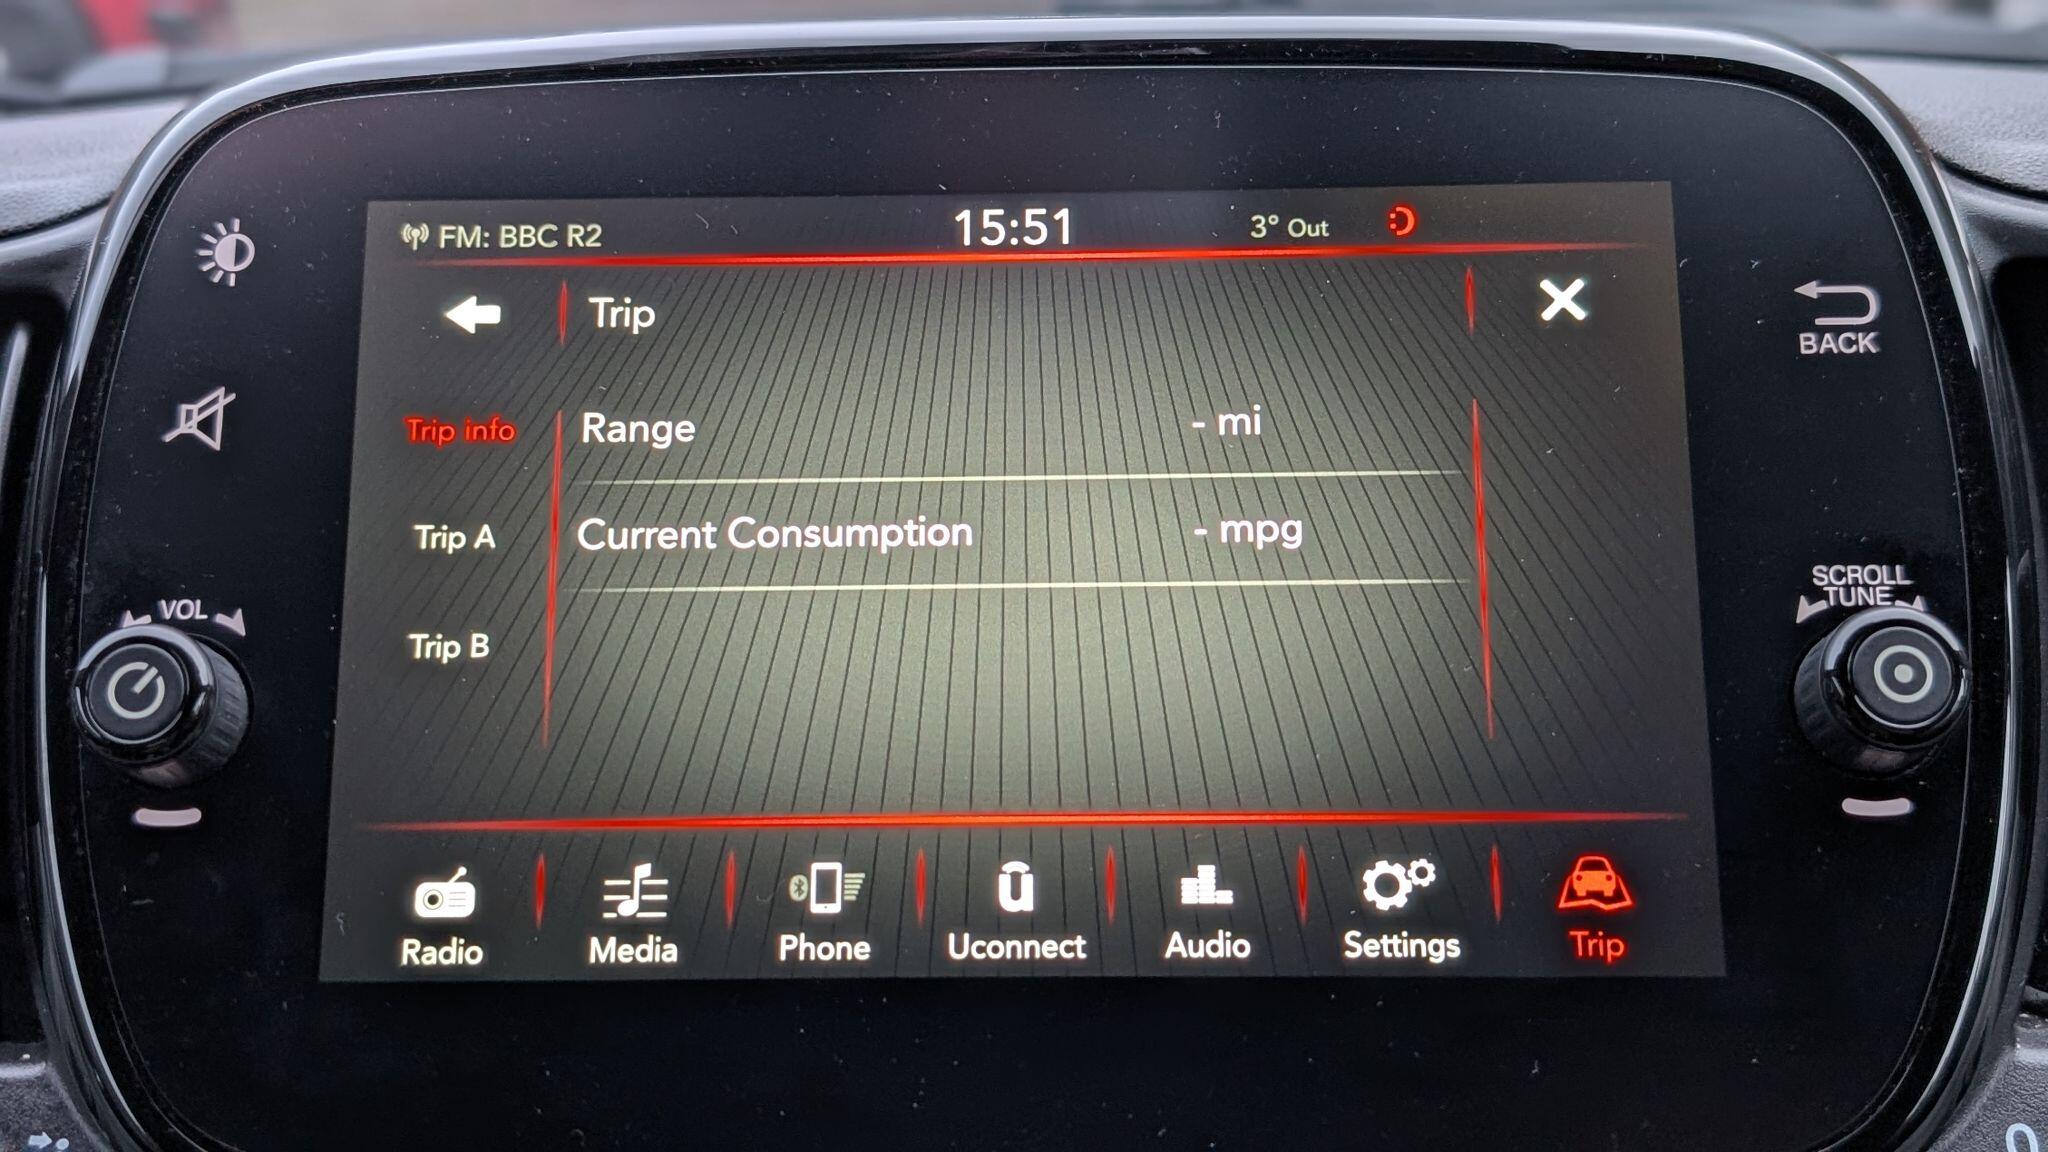 FM: BBC R2 15:51 3° Out
Trip
BACK
Trip info Range - mi
Trip A Current Consumption - mpg
Trip B
VOL
SCROLL
TUNE
Radio Media Phone Uconnect Audio Settings Trip
0